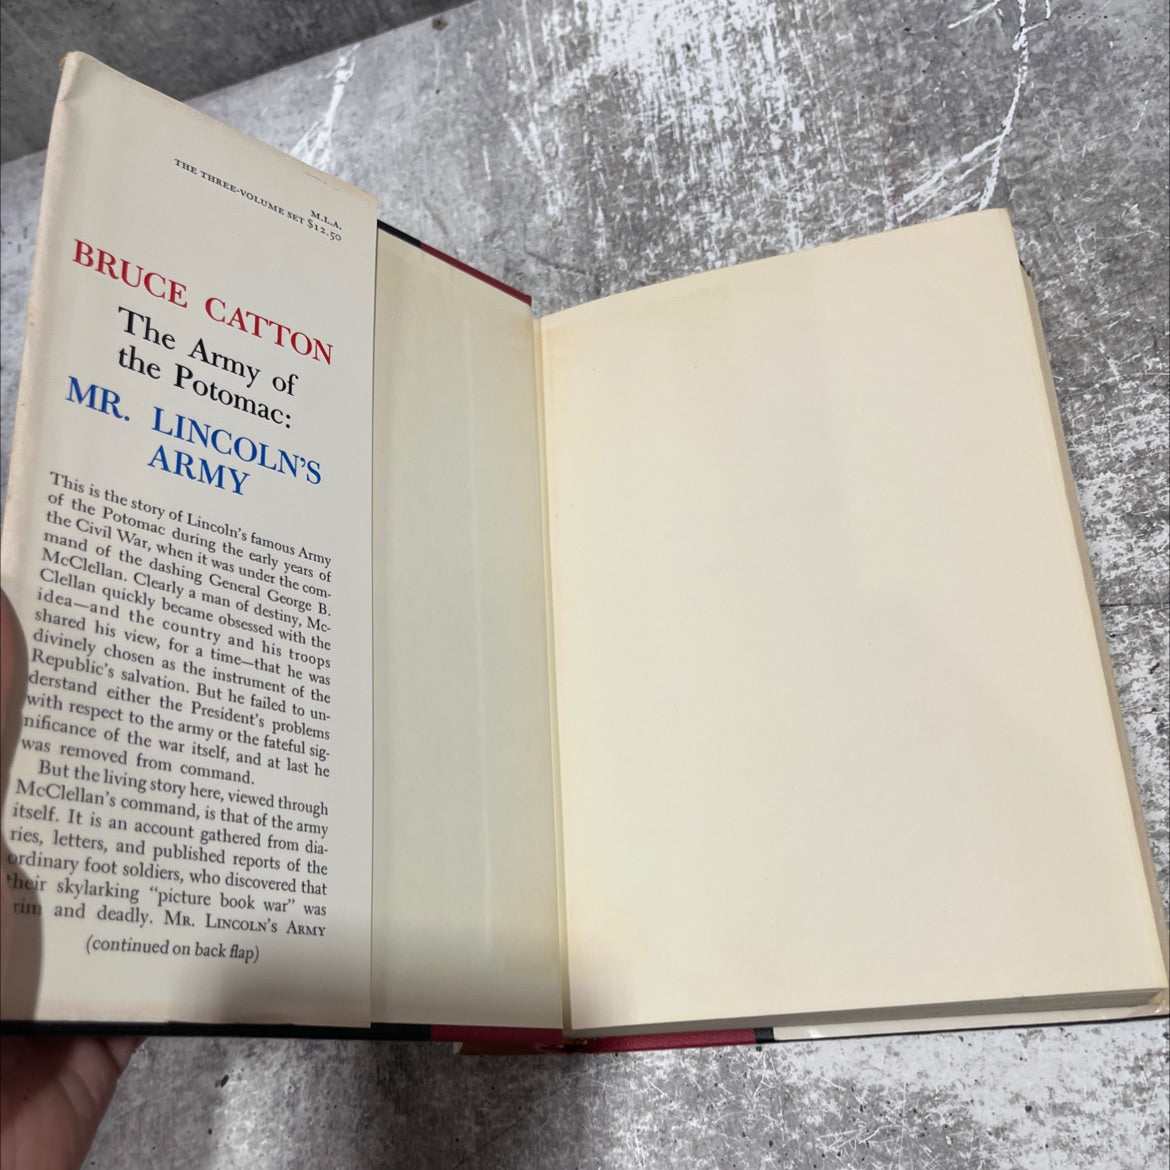 M.L.A.
THE THREE-VOLUME SET $12.50
BRUCE CATTON
The Army of
the Potomac:
MR. LINCOLN'S
ARMY
This is the story of Lincoln's famous Army
of the Potomac during the early years of
the Civil War, when it was under the com-
mand of the dashing General George B.
McClellan. Clearly a man of destiny, Mc-
Clellan quickly became obsessed with the
idea—and the country and his troops
shared his view, for a time—that he was
divinely chosen as the instrument of the
Republic's salvation. But he failed to un-
derstand either the President's problems
with respect to the army or the fateful sig-
nificance of the war itself, and at last he
was removed from command.
But the living story here, viewed through
McClellan's command, is that of the army
itself. It is an account gathered from dia-
ries, letters, and published reports of the
ordinary foot soldiers, who discovered that
their skylarking "picture book war" was
rim and deadly. MR. LINCOLN'S ARMY
(continued on back flap)